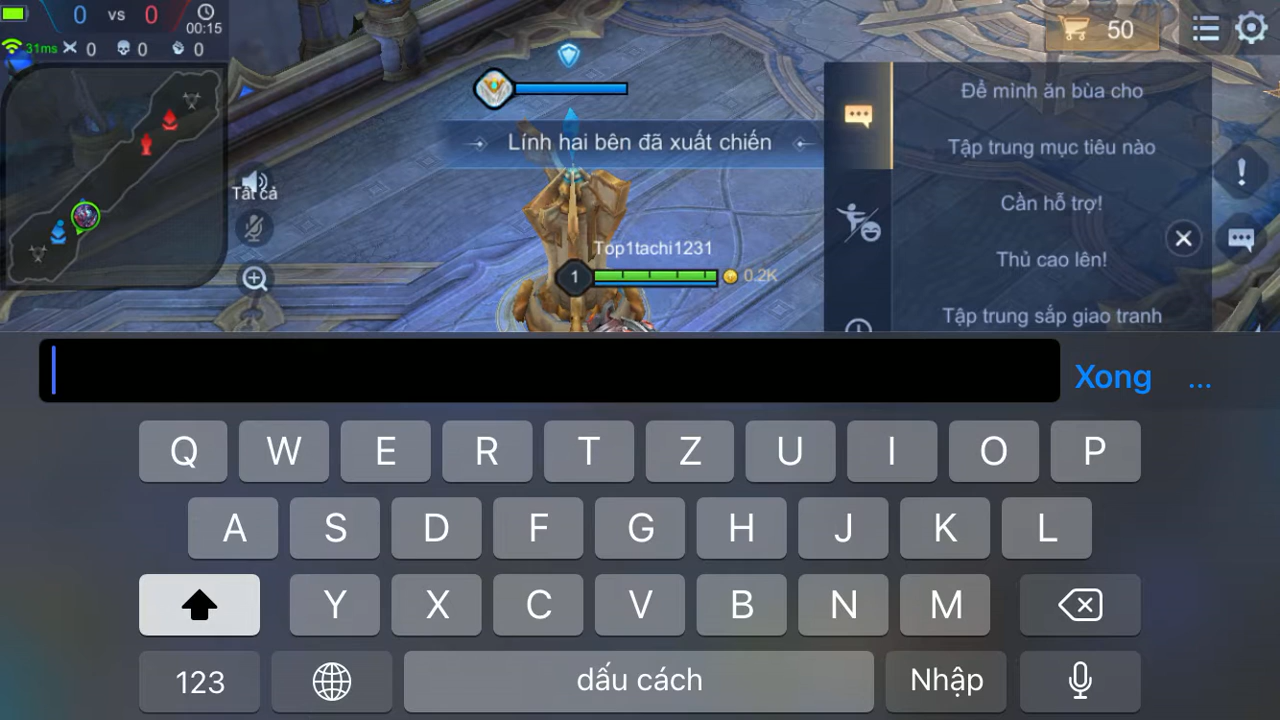 0 vs 0
00:15
31ms 0 0 0
50
Tất cả
Lính hai bên đã xuất chiến
Top1tachi1231
1
0.2K
Để mình ăn bùa cho
Tập trung mục tiêu nào
Cần hỗ trợ!
Thủ cao lên!
Tập trung sắp giao tranh
Xong ...
Q W E R T Z U I O P
A S D F G H J K L
Y X C V B N M
123 dấu cách Nhập